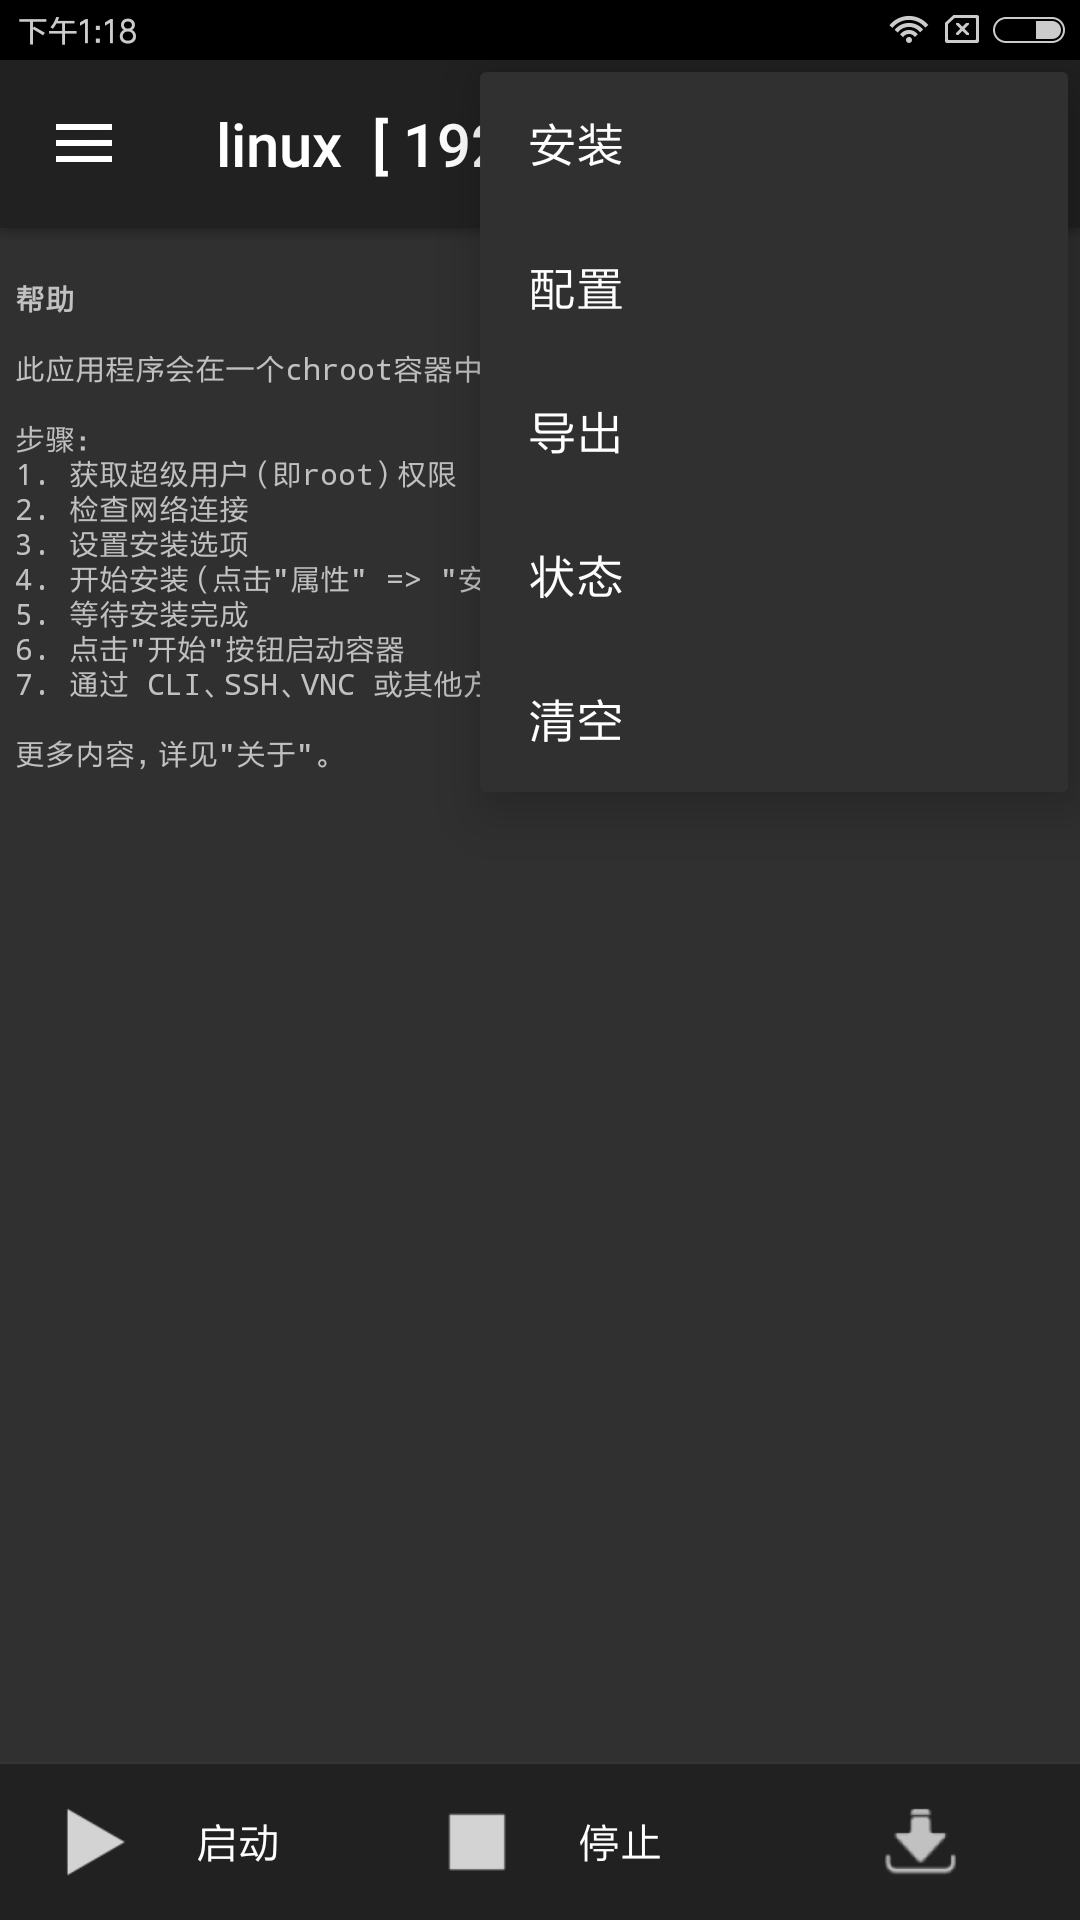 下午1:18
linux [ 192
安装
配置
导出
状态
清空
帮助
此应用程序会在一个chroot容器中
步骤:
1. 获取超级用户(即root)权限
2. 检查网络连接
3. 设置安装选项
4. 开始安装(点击"属性" => "安
5. 等待安装完成
6. 点击"开始"按钮启动容器
7. 通过 CLI、SSH、VNC 或其他方
更多内容, 详见"关于"。
启动
停止